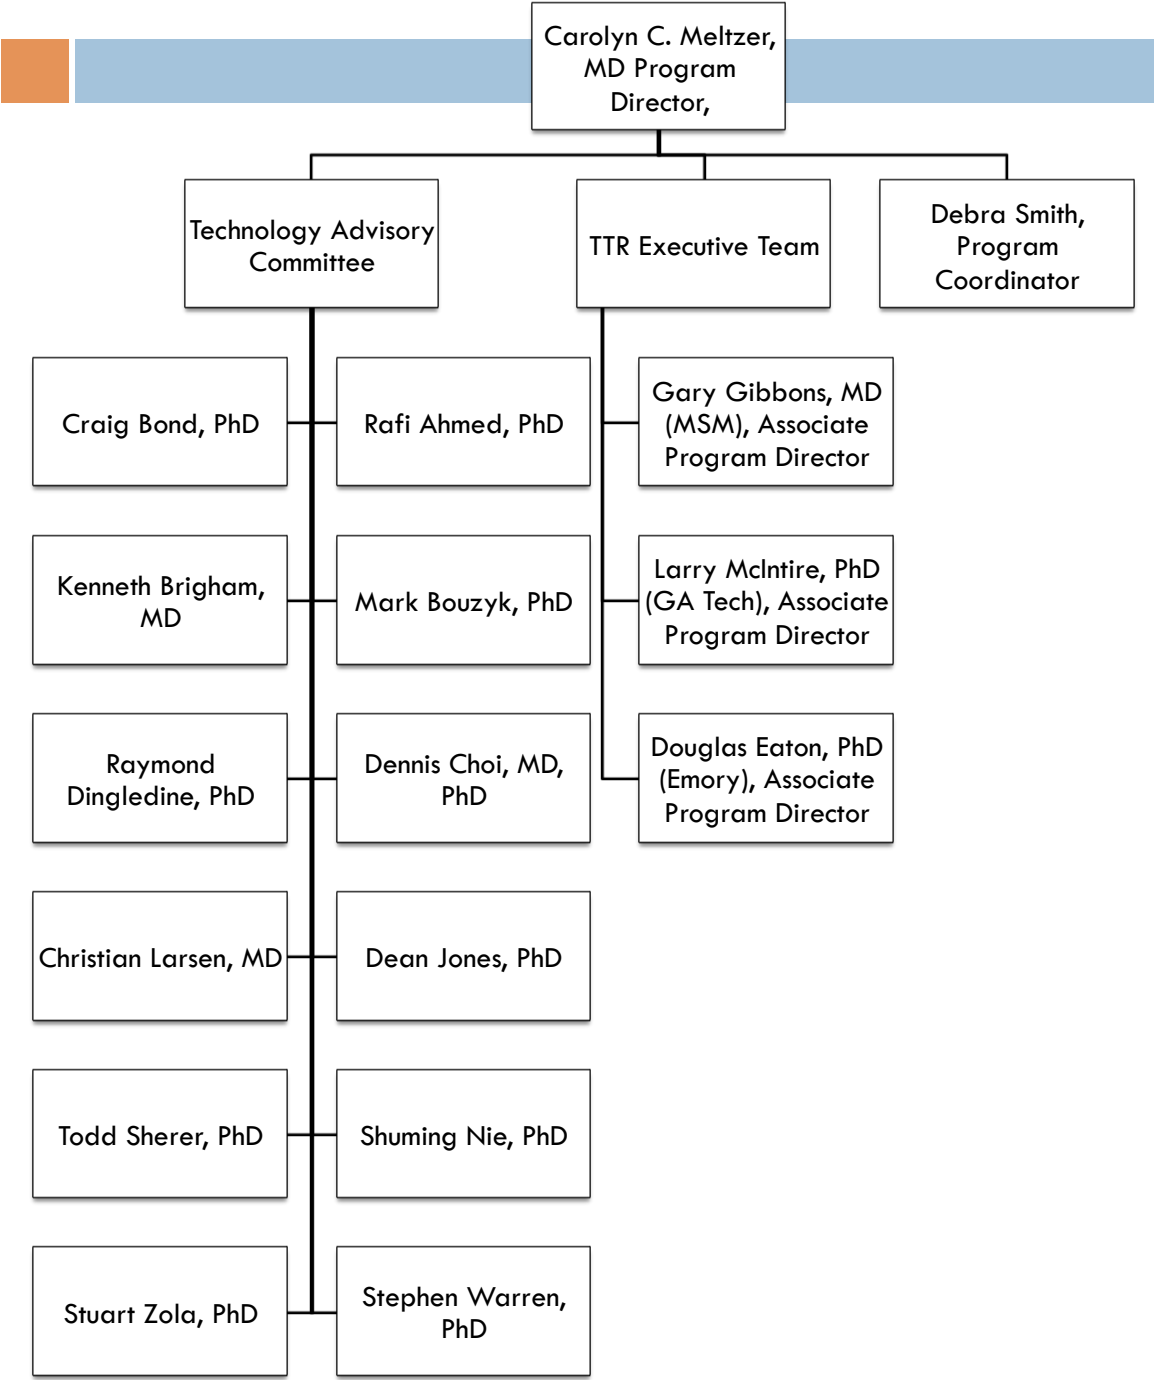 Carolyn C. Meltzer,
MD Program
Director,
Technology Advisory
Committee
TTR Executive Team
Debra Smith,
Program
Coordinator
Craig Bond, PhD
Rafi Ahmed, PhD
Gary Gibbons, MD
(MSM), Associate
Program Director
Kenneth Brigham,
MD
Mark Bouzyk, PhD
Larry McIntire, PhD
(GA Tech), Associate
Program Director
Raymond
Dingledine, PhD
Dennis Choi, MD,
PhD
Douglas Eaton, PhD
(Emory), Associate
Program Director
Christian Larsen, MD
Dean Jones, PhD
Todd Sherer, PhD
Shuming Nie, PhD
Stuart Zola, PhD
Stephen Warren,
PhD